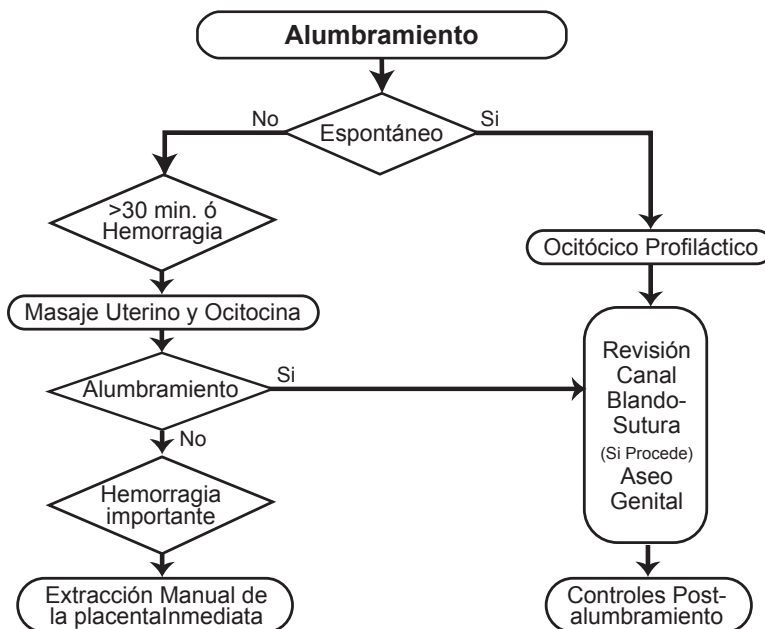 Alumbramiento
No
Espontáneo
Si
>30 min. ó
Hemorragia
Ocitócico Profiláctico
Masaje Uterino y Ocitocina
Alumbramiento
Si
Revisión
Canal
Blando-
Sutura
(Si Procede)
Aseo
Genital
No
Hemorragia
importante
Extracción Manual de
la placentaInmediata
Controles Post-
alumbramiento